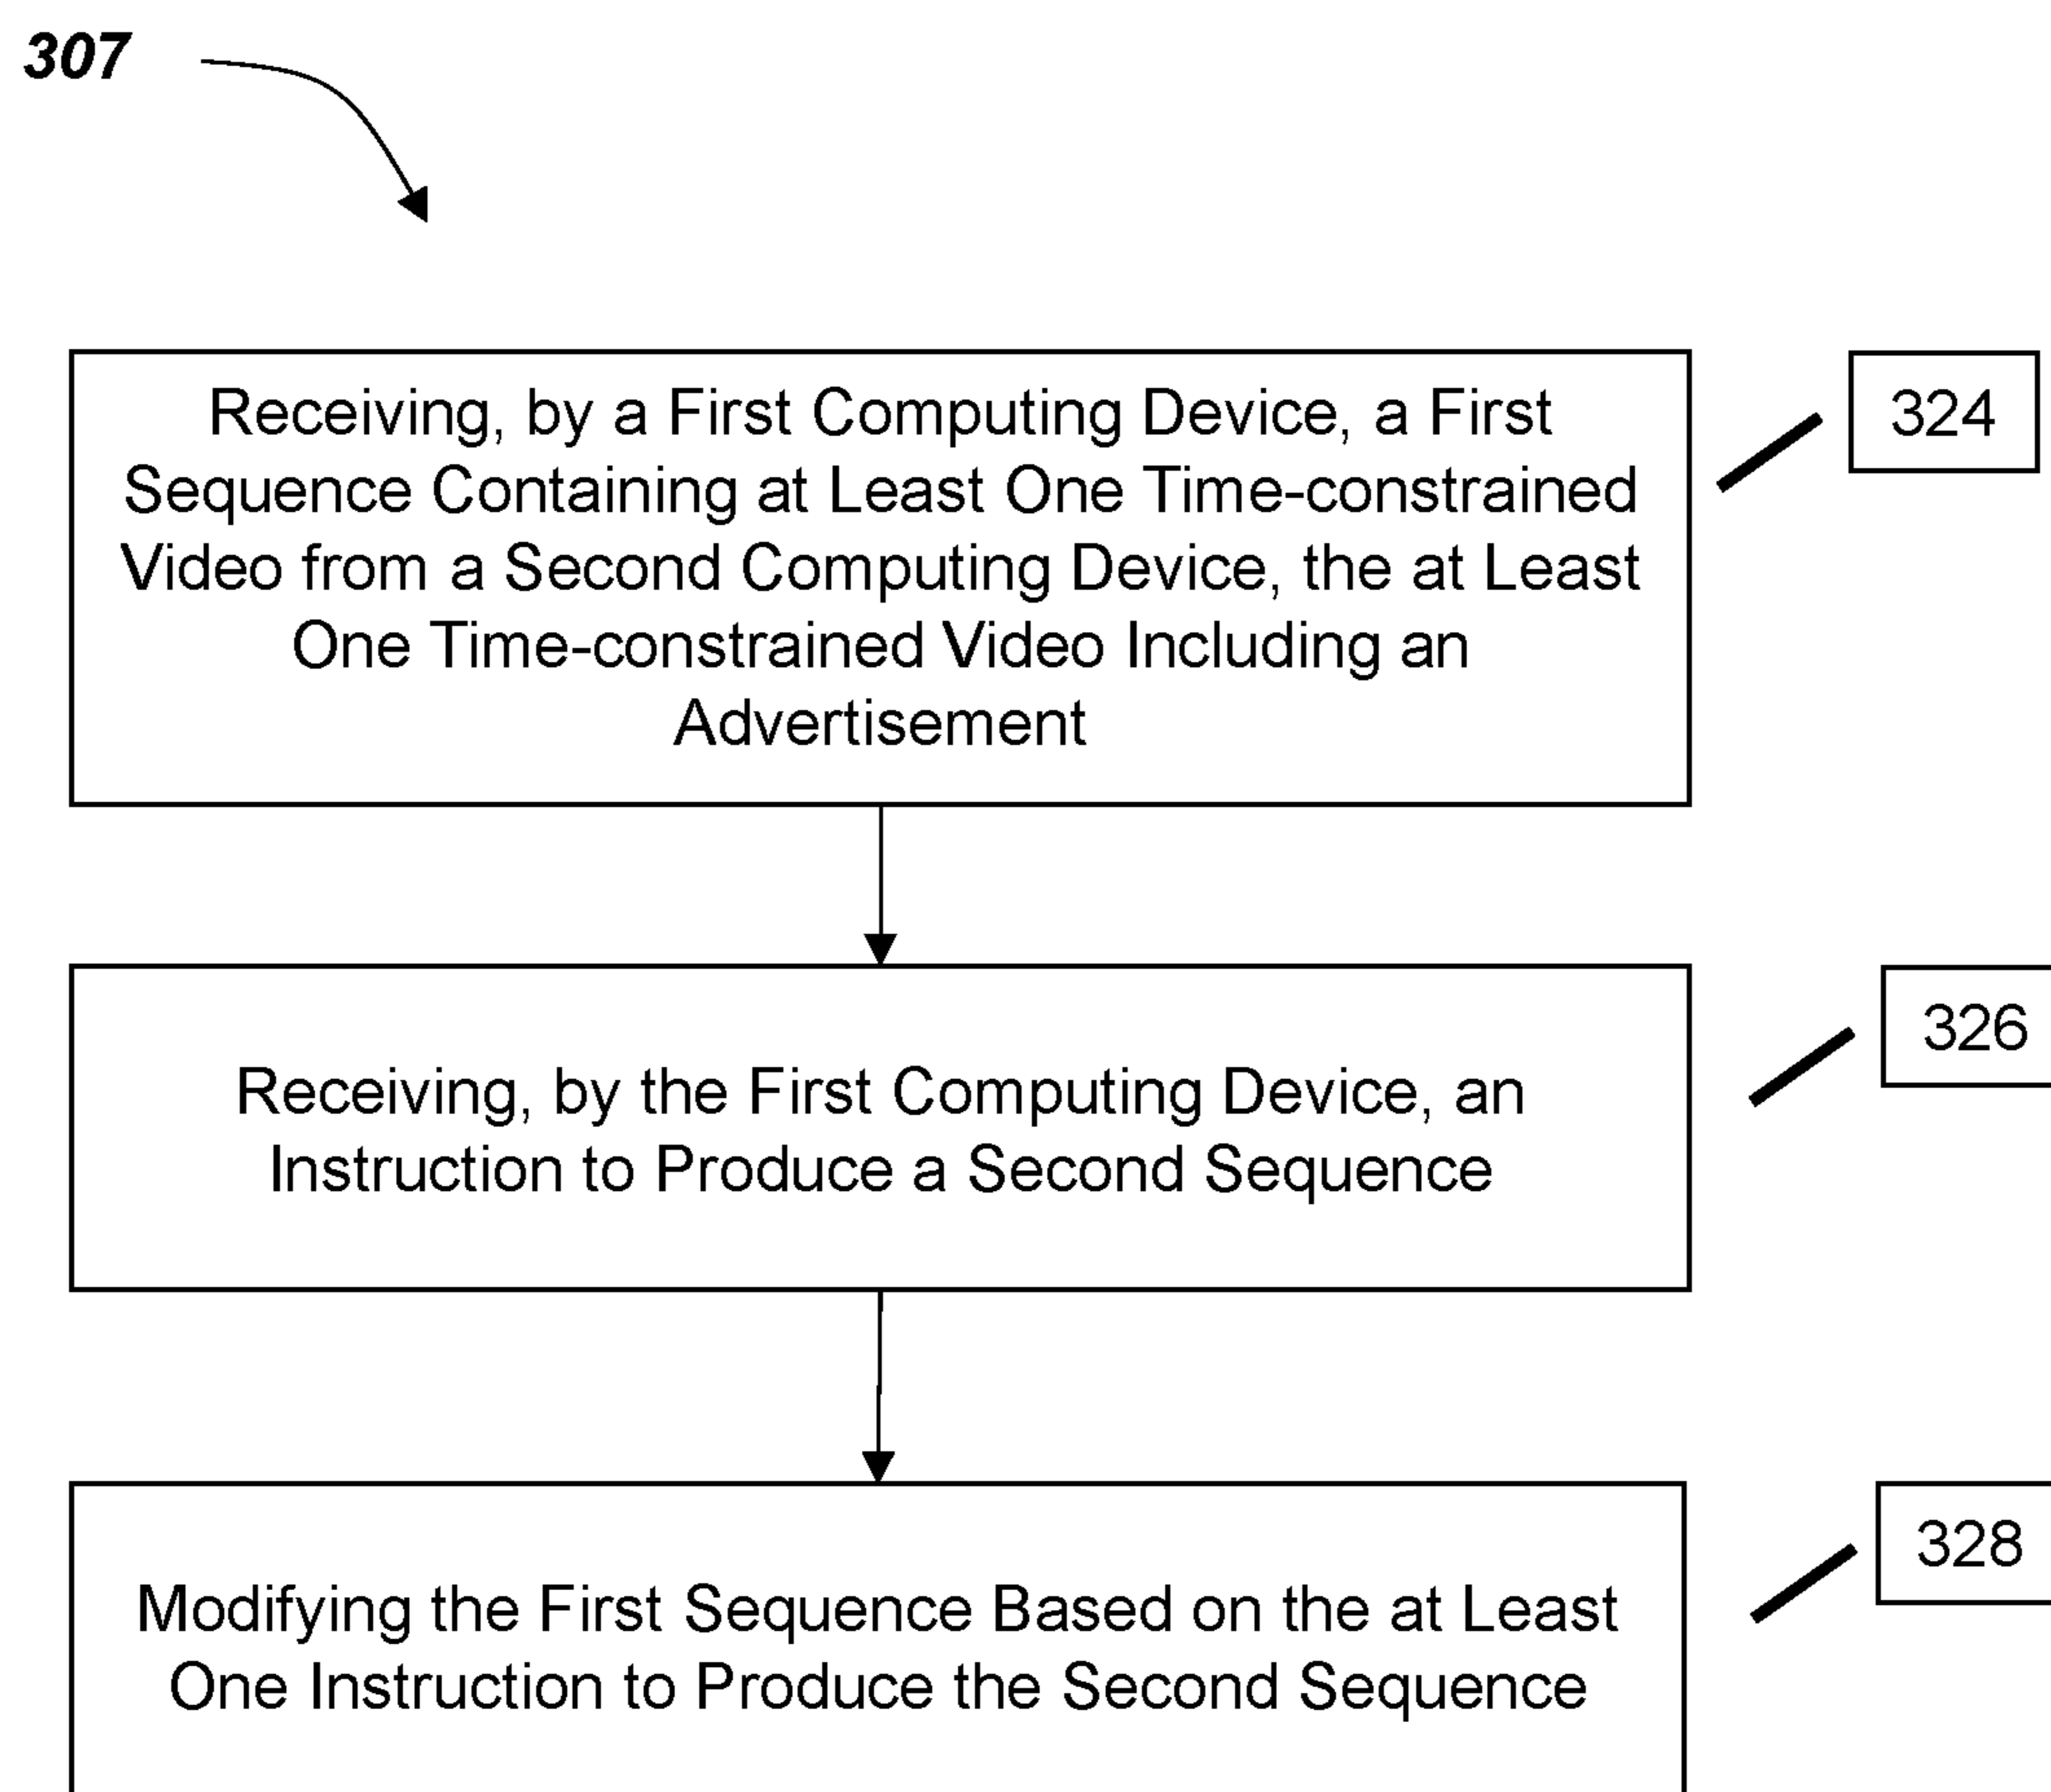 307
Receiving, by a First Computing Device, a First
Sequence Containing at Least One Time-constrained
Video from a Second Computing Device, the at Least
One Time-constrained Video Including an
Advertisement
324
Receiving, by the First Computing Device, an
Instruction to Produce a Second Sequence
326
Modifying the First Sequence Based on the at Least
One Instruction to Produce the Second Sequence
328